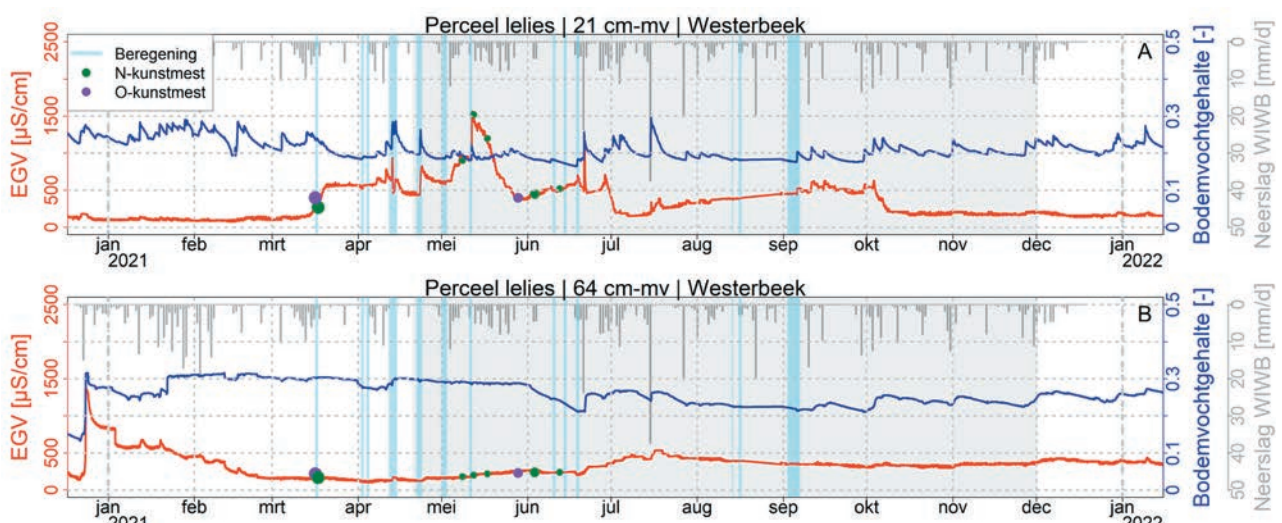 Perceel lelies | 21 cm-mv | Westerbeek
A
Beregening
N-kunstmest
O-kunstmest
EGV [µS/cm]
2500
1500
500
0
0.5
0.3
0.1
0
Bodemvochtgehalte [-]
0
10
20
30
40
50
Neerslag WIWB [mm/d]
jan feb mrt apr mei jun jul aug sep okt nov dec jan
2021 2022
Perceel lelies | 64 cm-mv | Westerbeek
B
EGV [µS/cm]
2500
1500
500
0
0.5
0.3
0.1
0
Bodemvochtgehalte [-]
0
10
20
30
40
50
Neerslag WIWB [mm/d]
jan feb mrt apr mei jun jul aug sep okt nov dec jan
2021 2022